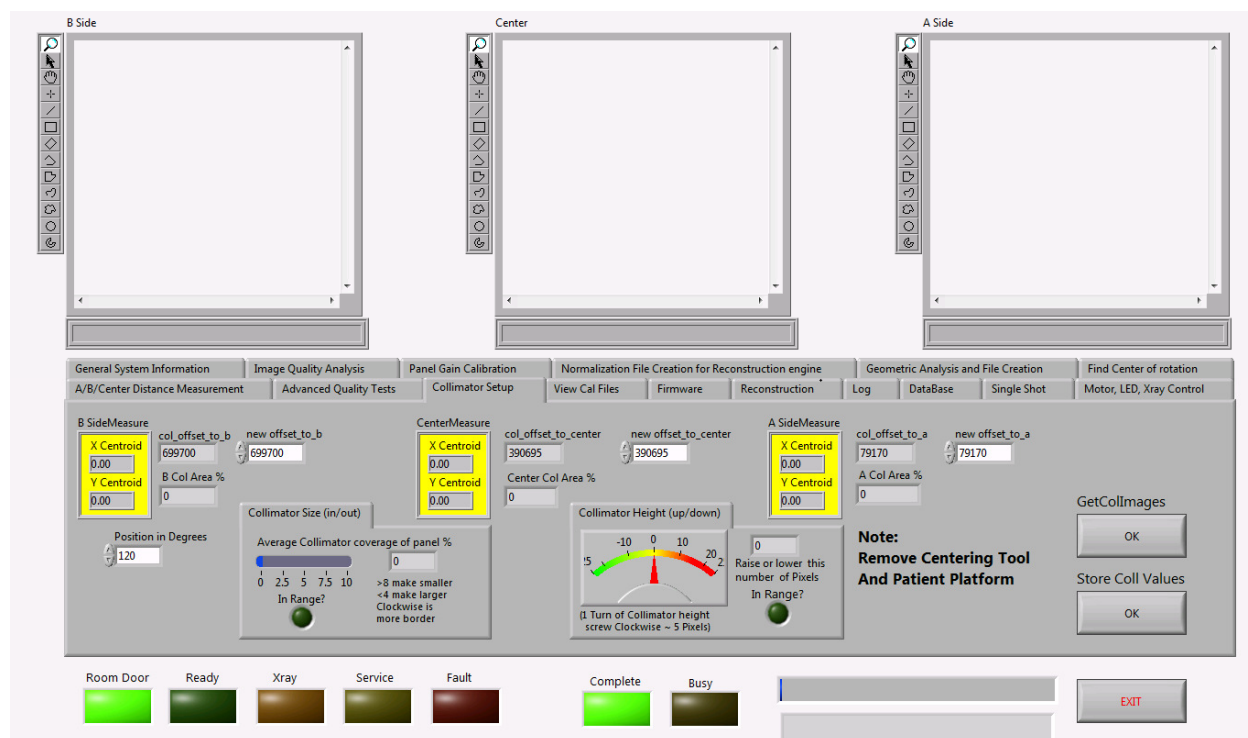 B Side
Center
A Side
General System Information
Image Quality Analysis
Panel Gain Calibration
Normalization File Creation for Reconstruction engine
Geometric Analysis and File Creation
Find Center of rotation
A/B/Center Distance Measurement
Advanced Quality Tests
Collimator Setup
View Cal Files
Firmware
Reconstruction
Log
DataBase
Single Shot
Motor, LED, Xray Control
B SideMeasure
X Centroid
0.00
Y Centroid
0.00
col_offset_to_b
699700
new offset_to_b
699700
B Col Area %
0
Position in Degrees
120
Collimator Size (in/out)
Average Collimator coverage of panel %
0
0 2.5 5 7.5 10
In Range?
>8 make smaller
<4 make larger
Clockwise is
more border
CenterMeasure
X Centroid
0.00
Y Centroid
0.00
col_offset_to_center
390695
new offset_to_center
390695
Center Col Area %
0
Collimator Height (up/down)
-10 0 10 20
0
Raise or lower this
number of Pixels
In Range?
(1 Turn of Collimator height
screw Clockwise ~ 5 Pixels)
A SideMeasure
X Centroid
0.00
Y Centroid
0.00
col_offset_to_a
79170
new offset_to_a
79170
A Col Area %
0
Note:
Remove Centering Tool
And Patient Platform
GetColImages
OK
Store Coll Values
OK
Room Door
Ready
Xray
Service
Fault
Complete
Busy
EXIT